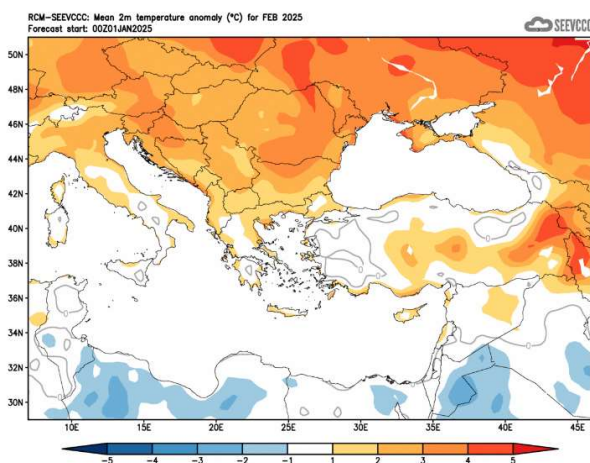 RCM-SEEVCCC: Mean 2m temperature anomaly (°C) for FEB 2025
Forecast start: 00Z01JAN2025
SEEVCCC
50N
48N
46N
44N
42N
40N
38N
36N
34N
32N
30N
10E 15E 20E 25E 30E 35E 40E 45E
-5 -4 -3 -2 -1 1 2 3 4 5